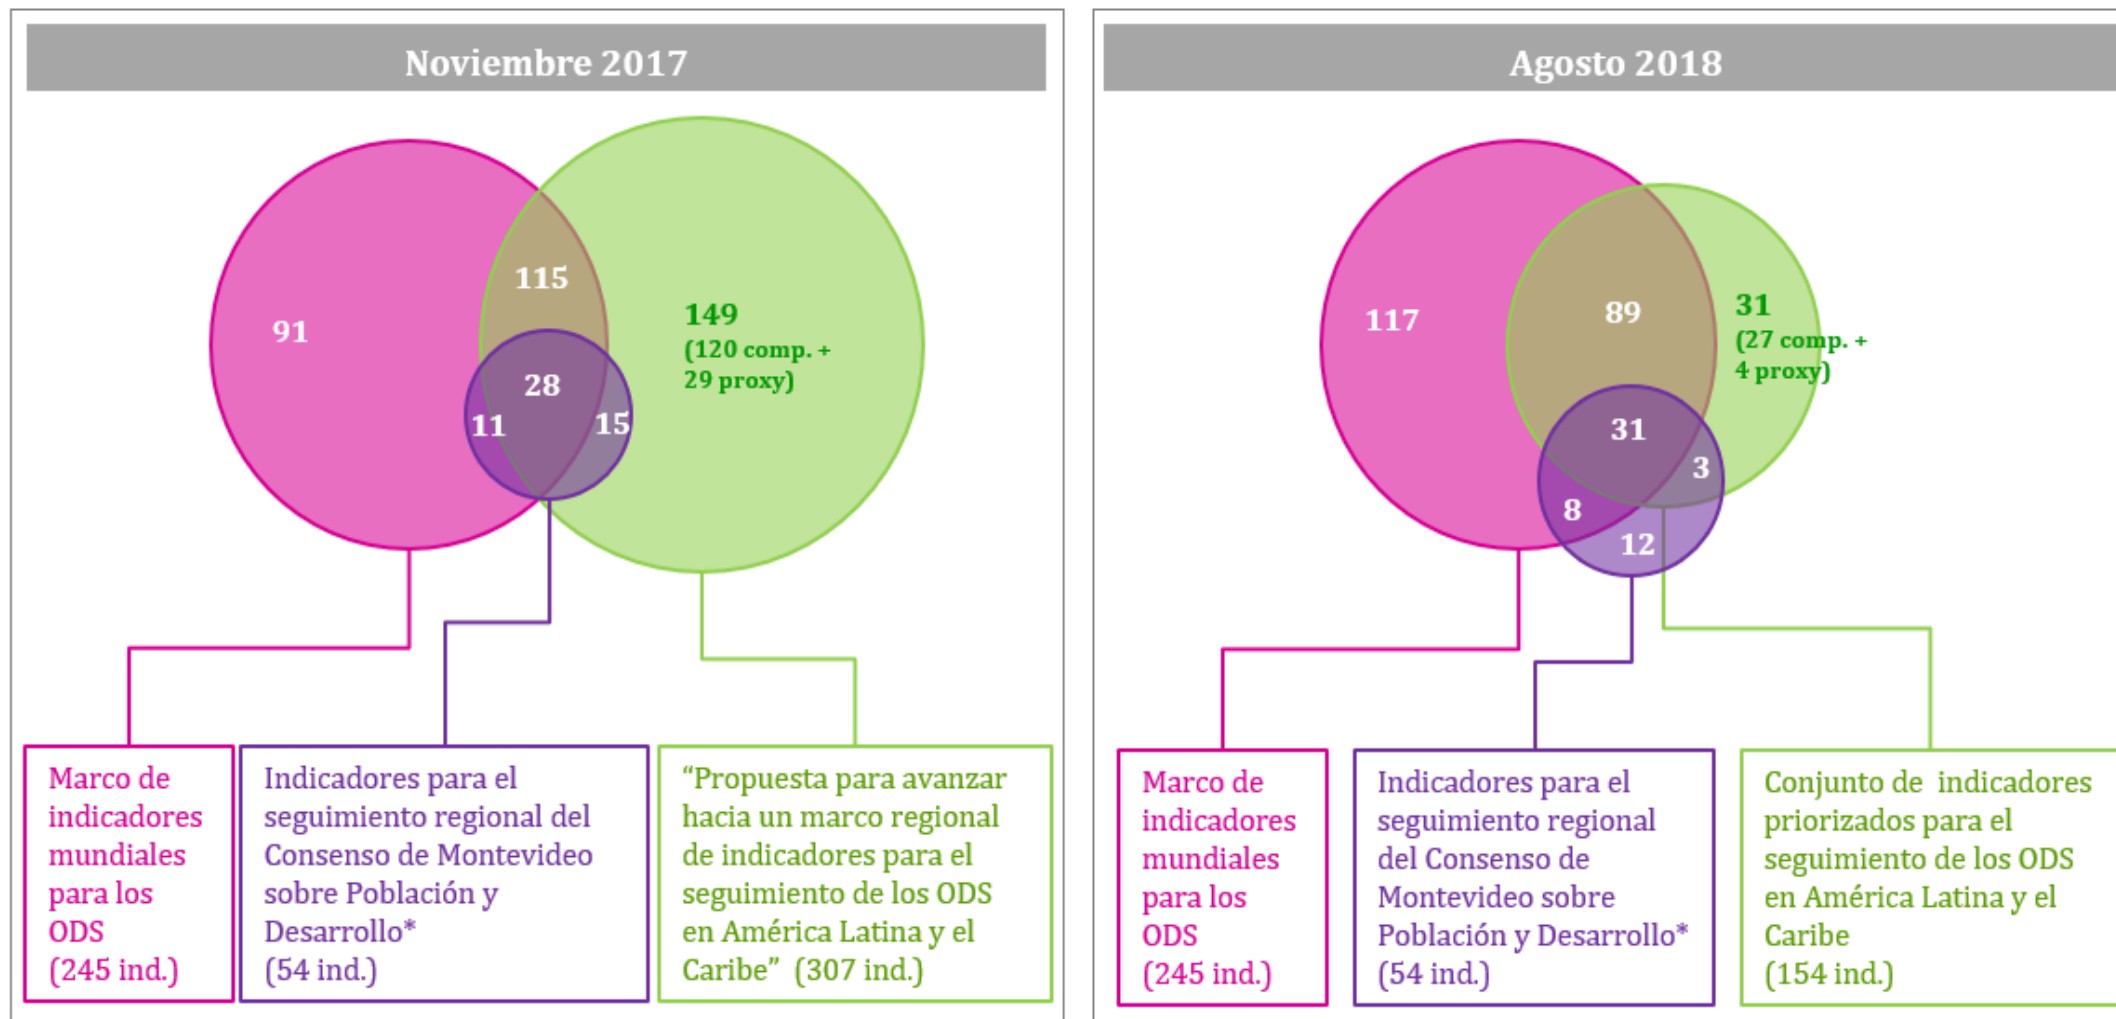 Noviembre 2017
91
115
28
11
15
149
(120 comp. +
29 proxy)
Marco de
indicadores
mundiales
para los
ODS
(245 ind.)
Indicadores para el
seguimiento regional del
Consenso de Montevideo
sobre Población y
Desarrollo*
(54 ind.)
“Propuesta para avanzar
hacia un marco regional
de indicadores para el
seguimiento de los ODS
en América Latina y el
Caribe” (307 ind.)
Agosto 2018
117
89
31
(27 comp. +
4 proxy)
31
3
8
12
Marco de
indicadores
mundiales
para los
ODS
(245 ind.)
Indicadores para el
seguimiento regional
del Consenso de
Montevideo sobre
Población y Desarrollo*
(54 ind.)
Conjunto de indicadores
priorizados para el
seguimiento de los ODS
en América Latina y el
Caribe
(154 ind.)